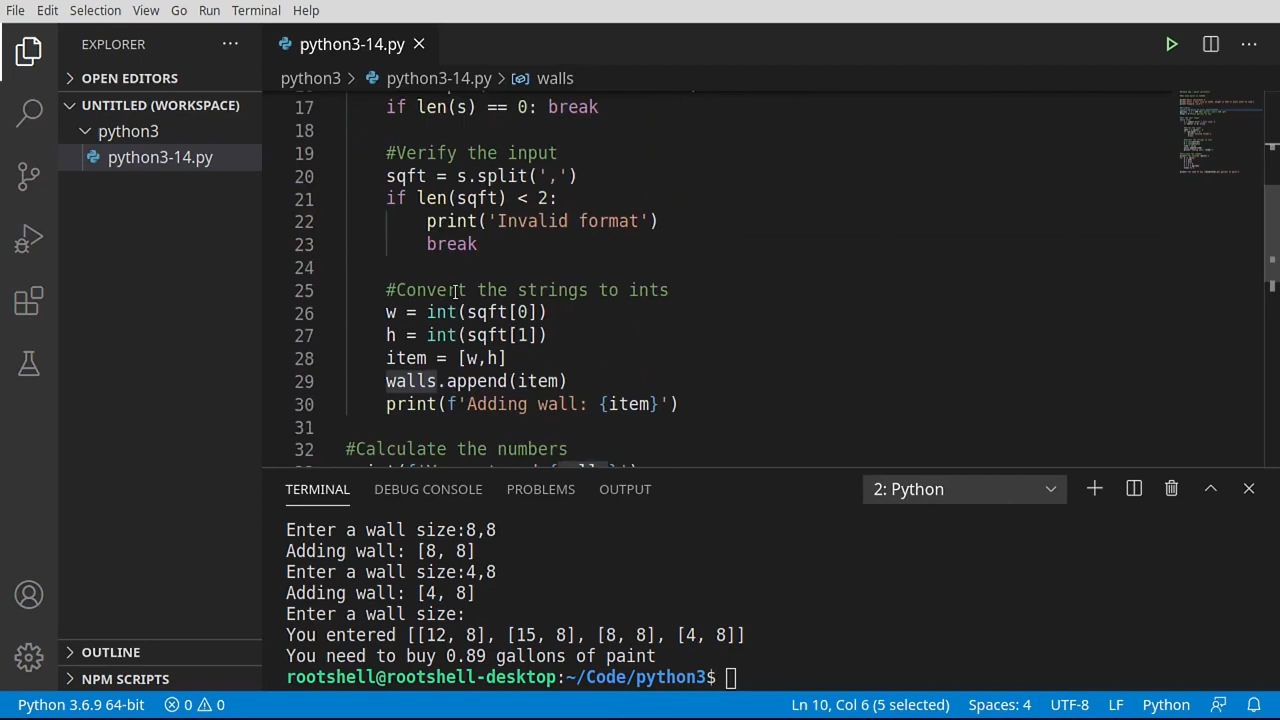 File Edit Selection View Go Run Terminal Help
EXPLORER
OPEN EDITORS
UNTITLED (WORKSPACE)
python3
python3-14.py
OUTLINE
NPM SCRIPTS
python3-14.py
python3 > python3-14.py > walls
17 if len(s) == 0: break
18
19 #Verify the input
20 sqft = s.split(',')
21 if len(sqft) < 2:
22 print('Invalid format')
23 break
24
25 #Convert the strings to ints
26 w = int(sqft[0])
27 h = int(sqft[1])
28 item = [w,h]
29 walls.append(item)
30 print(f'Adding wall: {item}')
31
32 #Calculate the numbers
TERMINAL DEBUG CONSOLE PROBLEMS OUTPUT 2: Python
Enter a wall size:8,8
Adding wall: [8, 8]
Enter a wall size:4,8
Adding wall: [4, 8]
Enter a wall size:
You entered [[12, 8], [15, 8], [8, 8], [4, 8]]
You need to buy 0.89 gallons of paint
rootshell@rootshell-desktop:~/Code/python3$
Python 3.6.9 64-bit 0 0 Ln 10, Col 6 (5 selected) Spaces: 4 UTF-8 LF Python